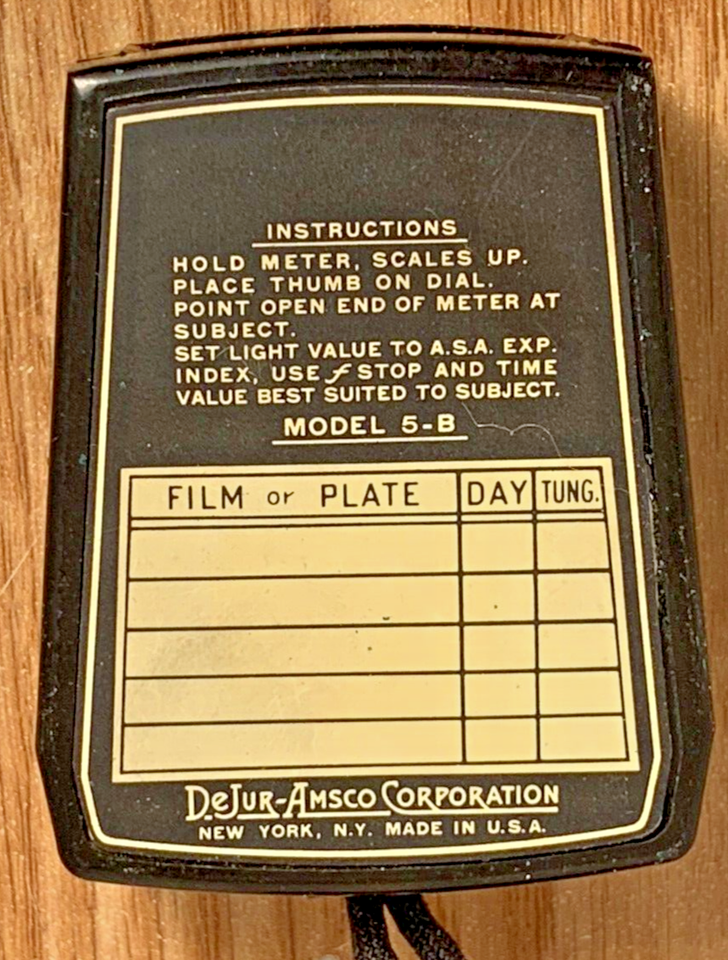 INSTRUCTIONS
HOLD METER, SCALES UP.
PLACE THUMB ON DIAL.
POINT OPEN END OF METER AT
SUBJECT.
SET LIGHT VALUE TO A.S.A. EXP.
INDEX, USE ƒ STOP AND TIME
VALUE BEST SUITED TO SUBJECT.
MODEL 5-B
FILM or PLATE DAY TUNG.
DeJUR-AMSCO CORPORATION
NEW YORK, N.Y. MADE IN U.S.A.